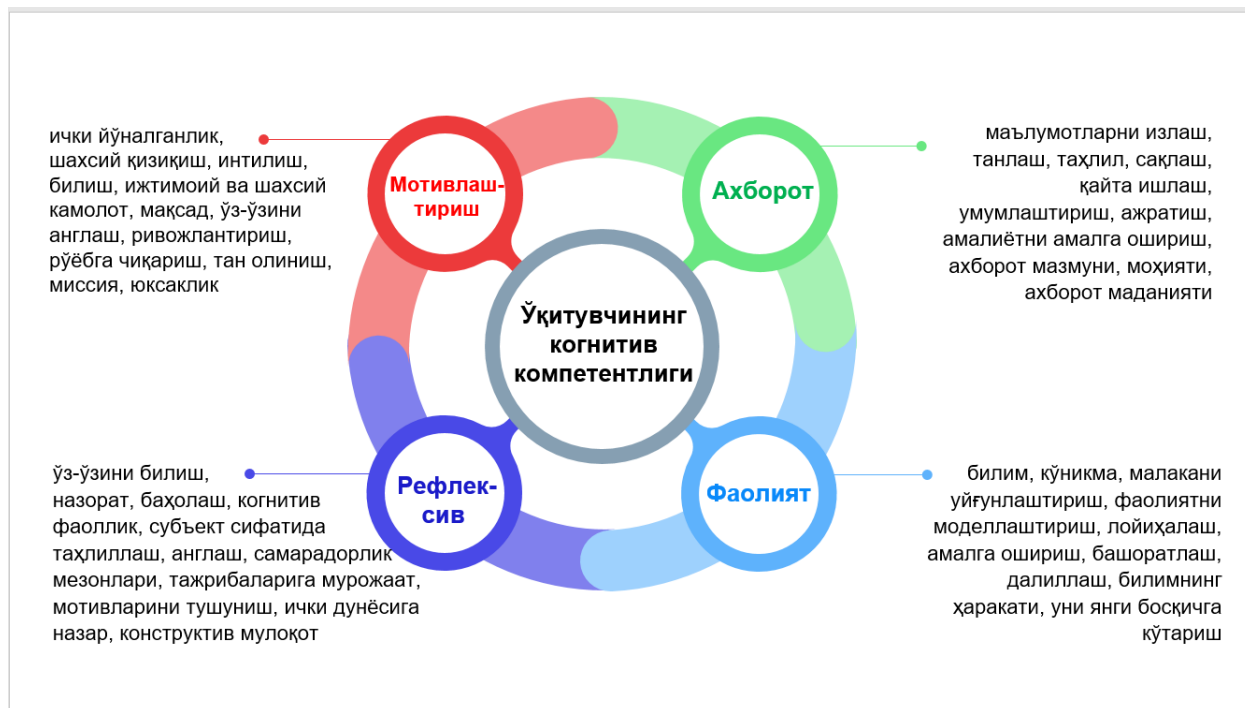 ички йўналганлик,
шахсий қизиқиш, интилиш,
билиш, ижтимоий ва шахсий
камолот, мақсад, ўз-ўзини
англаш, ривожлантириш,
рўёбга чиқариш, тан олиниш,
миссия, юксаклик
Мотивлаш-
тириш
Ахборот
маълумотларни излаш,
танлаш, таҳлил, сақлаш,
қайта ишлаш,
умумлаштириш, ажратиш,
амалиётни амалга ошириш,
ахборот мазмуни, моҳияти,
ахборот маданияти
Ўқитувчининг
когнитив
компетентлиги
ўз-ўзини билиш,
назорат, баҳолаш, когнитив
фаоллик, субъект сифатида
таҳлиллаш, англаш, самарадорлик
мезонлари, тажрибаларига мурожаат,
мотивларини тушуниш, ички дунёсига
назар, конструктив мулоқот
Рефлек-
сив
Фаолият
билим, кўникма, малакани
уйғунлаштириш, фаолиятни
моделлаштириш, лойиҳалаш,
амалга ошириш, башоратлаш,
далиллаш, билимнинг
ҳаракати, уни янги босқичга
кўтариш